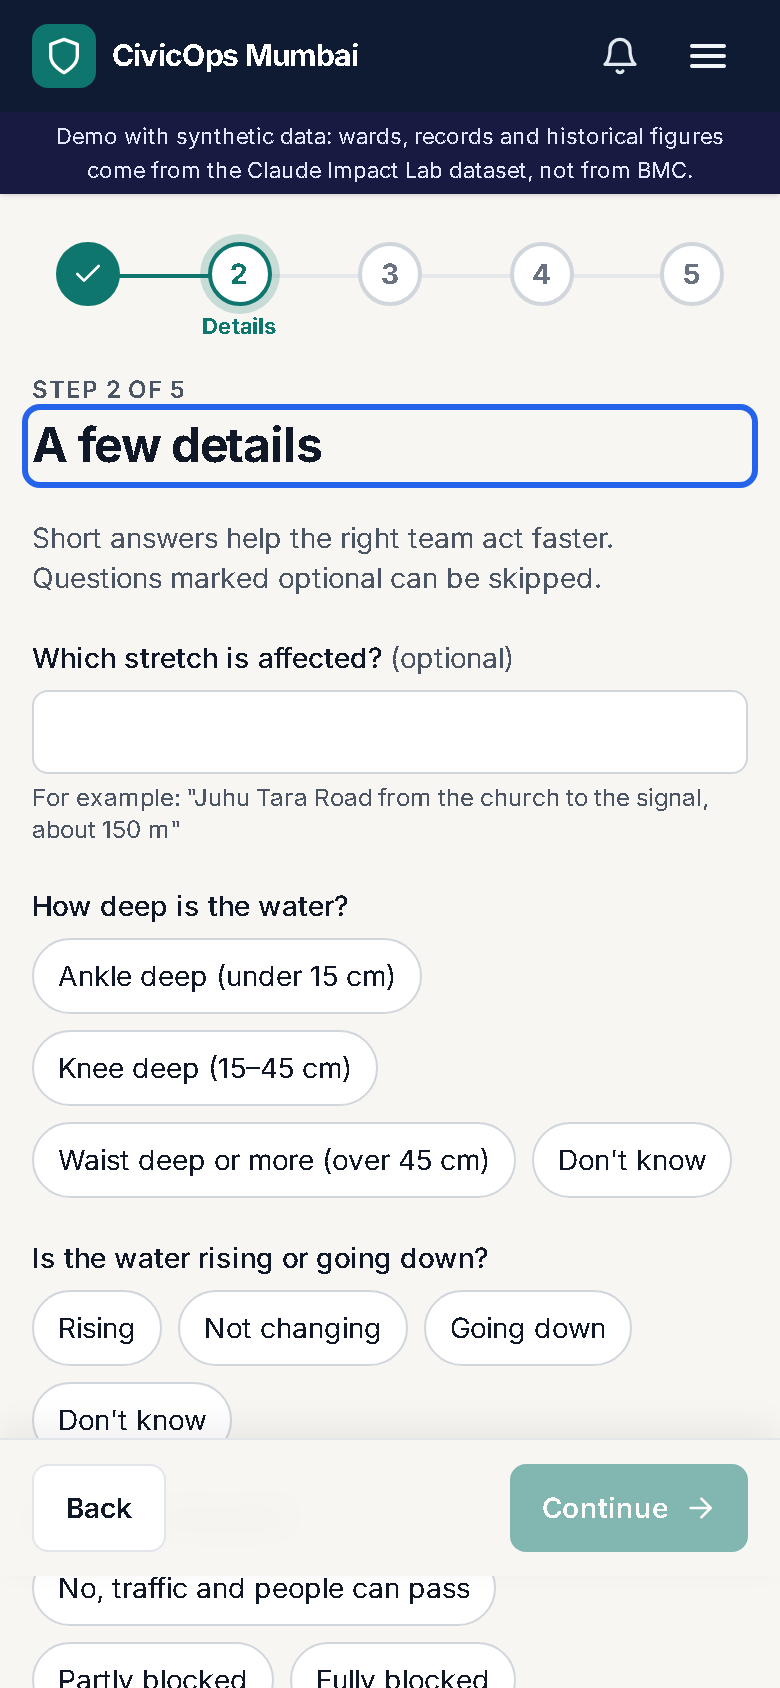 CivicOps Mumbai
Demo with synthetic data: wards, records and historical figures
come from the Claude Impact Lab dataset, not from BMC.
2
3
4
5
Details
STEP 2 OF 5
A few details
Short answers help the right team act faster.
Questions marked optional can be skipped.
Which stretch is affected? (optional)
For example: "Juhu Tara Road from the church to the signal,
about 150 m"
How deep is the water?
Ankle deep (under 15 cm)
Knee deep (15–45 cm)
Waist deep or more (over 45 cm)
Don't know
Is the water rising or going down?
Rising
Not changing
Going down
Don't know
Back
Continue
No, traffic and people can pass
Partly blocked
Fully blocked